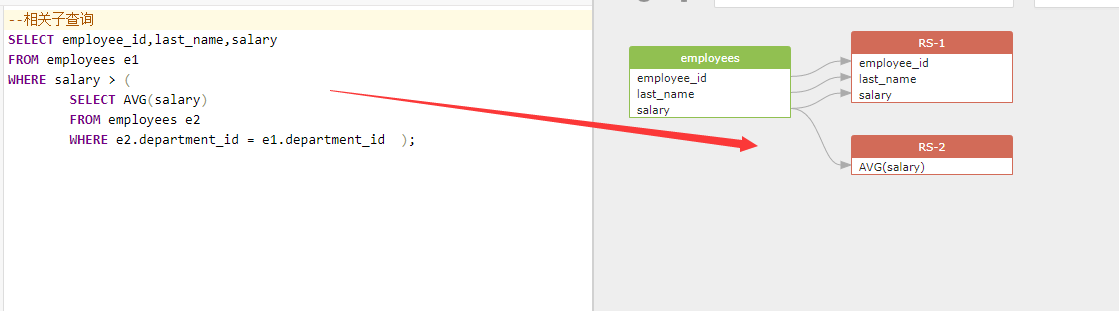 --相关子查询
SELECT employee_id,last_name,salary
FROM employees e1
WHERE salary > (
SELECT AVG(salary)
FROM employees e2
WHERE e2.department_id = e1.department_id  );
employees
employee_id
last_name
salary
RS-1
employee_id
last_name
salary
RS-2
AVG(salary)